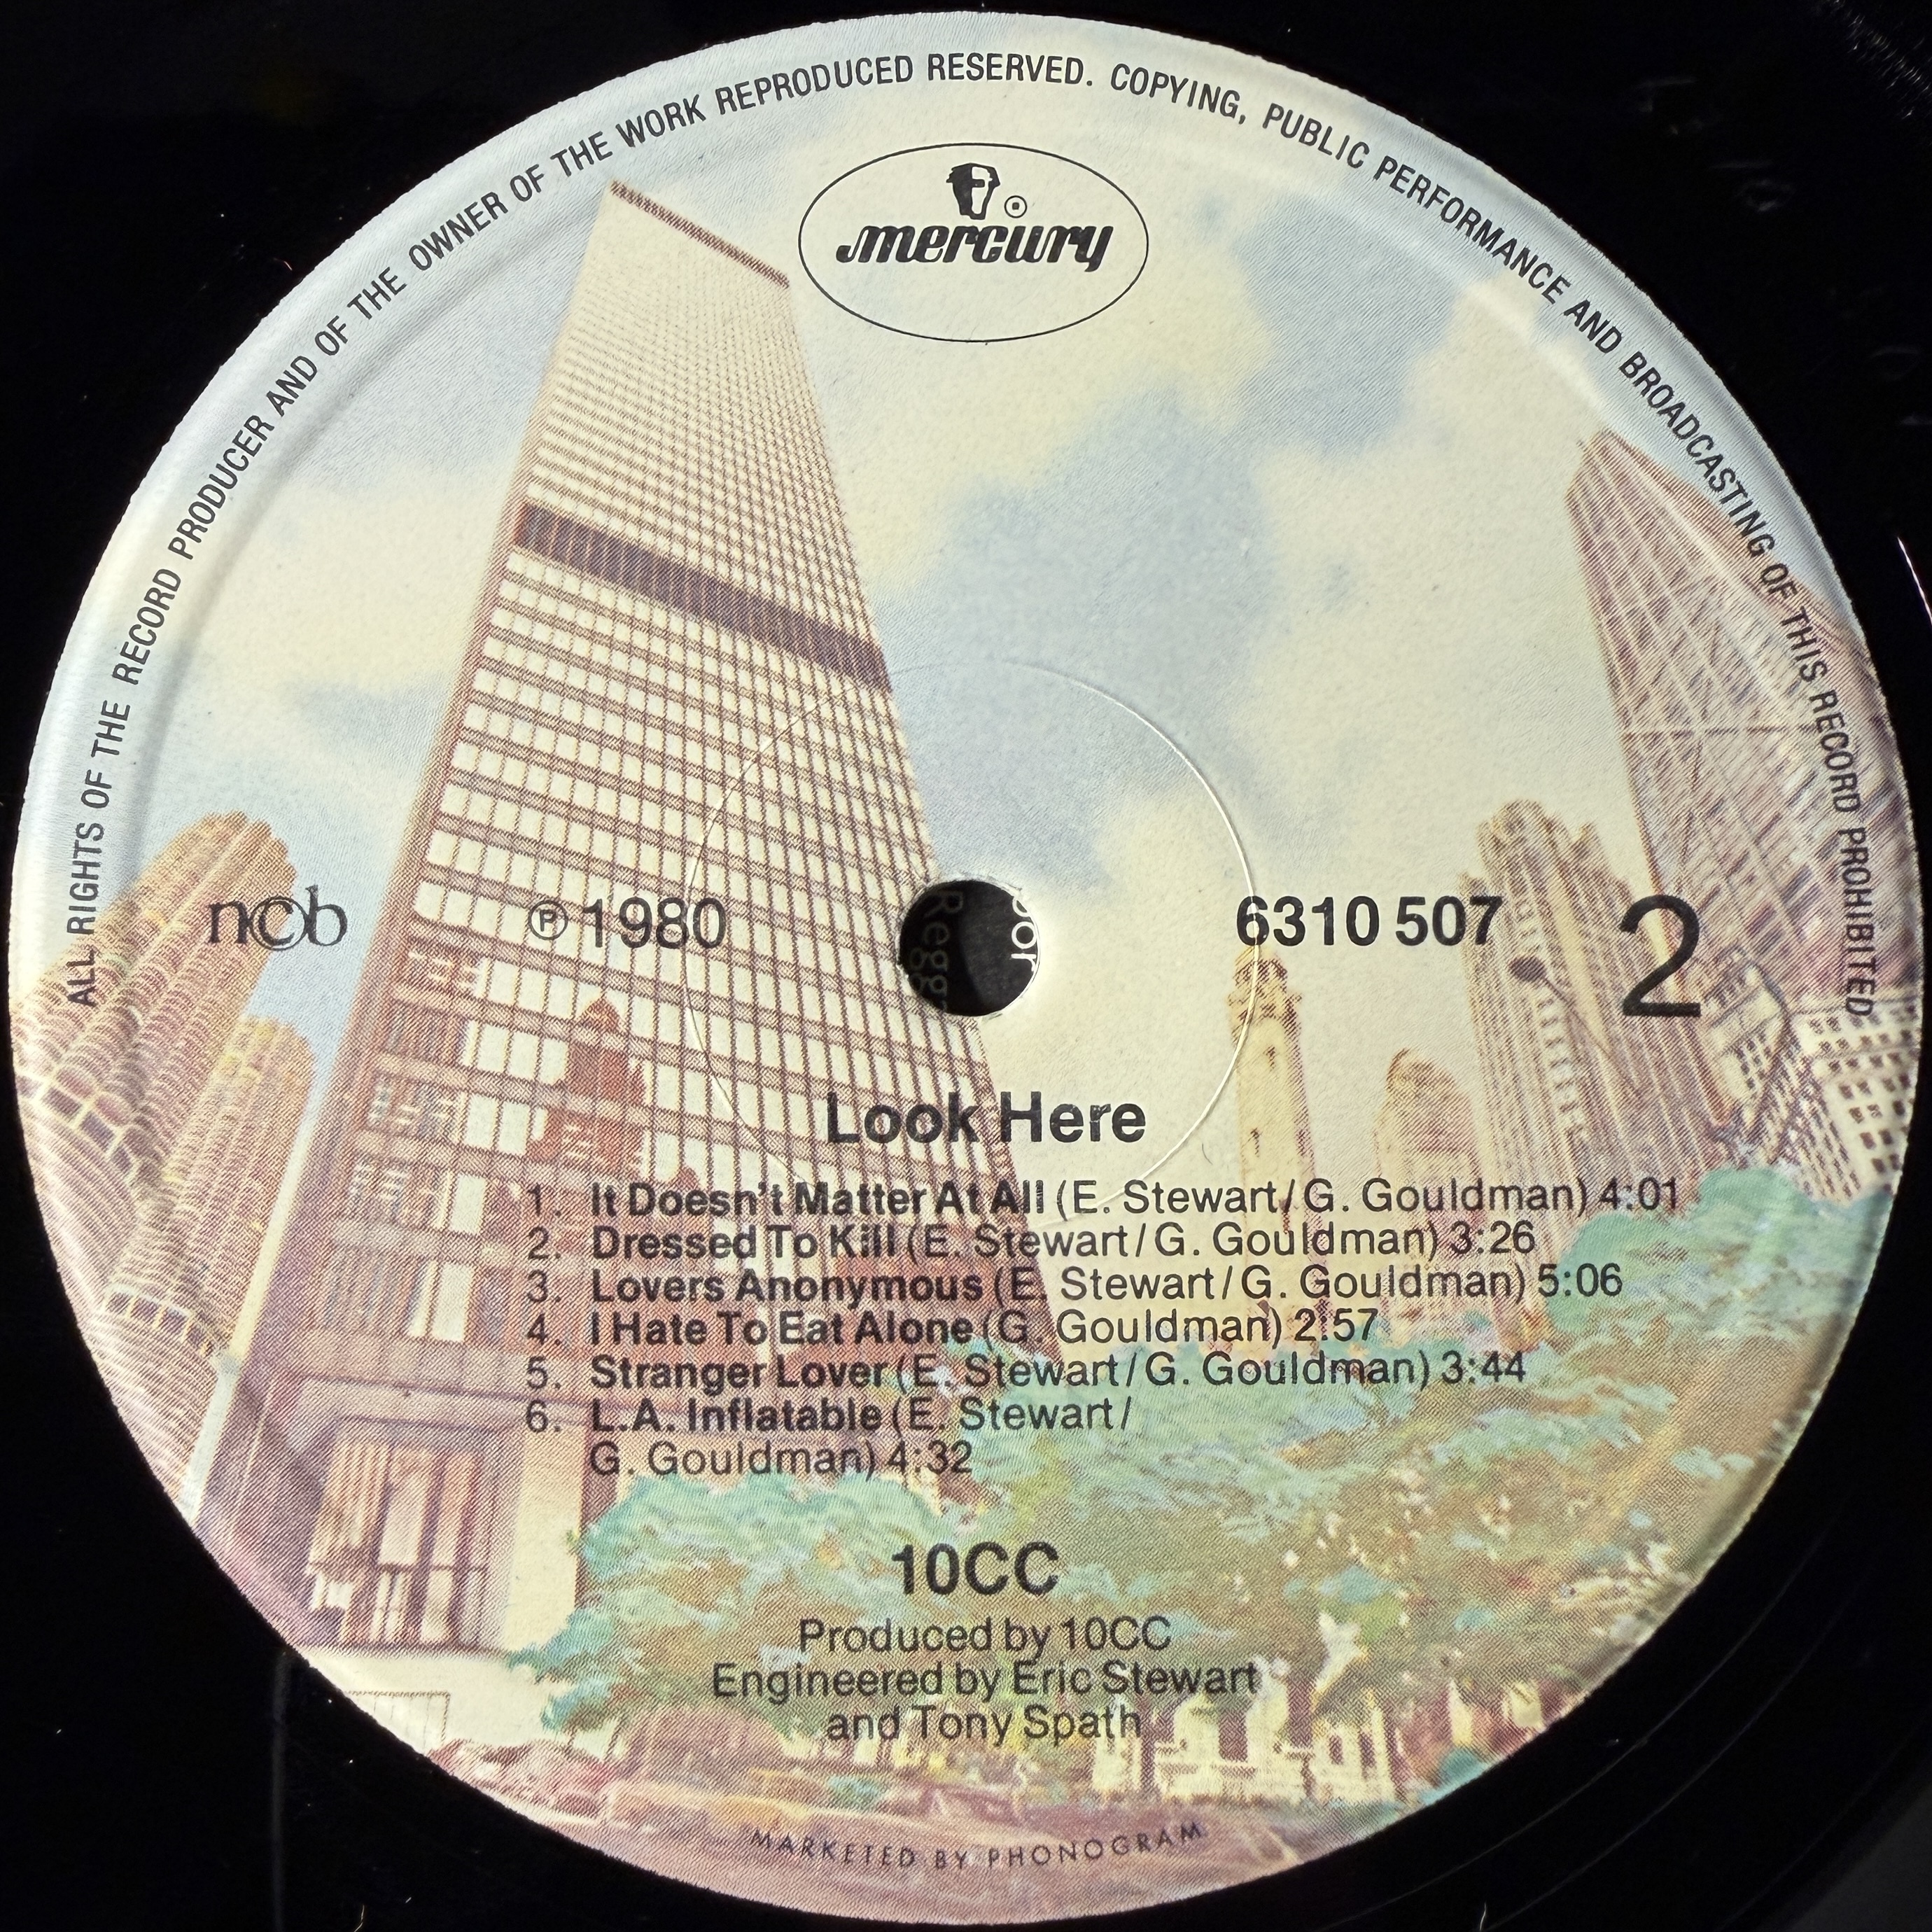 ALL RIGHTS OF THE RECORD PRODUCER AND OF THE OWNER OF THE WORK REPRODUCED RESERVED. COPYING, PUBLIC PERFORMANCE AND BROADCASTING OF THIS RECORD PROHIBITED
mercury
ncb
℗ 1980
6310 507
2
Look Here
1. It Doesn't Matter At All (E. Stewart/G. Gouldman) 4:01
2. Dressed To Kill (E. Stewart/G. Gouldman) 3:26
3. Lovers Anonymous (E. Stewart/G. Gouldman) 5:06
4. I Hate To Eat Alone (G. Gouldman) 2:57
5. Stranger Lover (E. Stewart/G. Gouldman) 3:44
6. L.A. Inflatable (E. Stewart/
G. Gouldman) 4:32
10CC
Produced by 10CC
Engineered by Eric Stewart
and Tony Spath
MARKETED BY PHONOGRAM